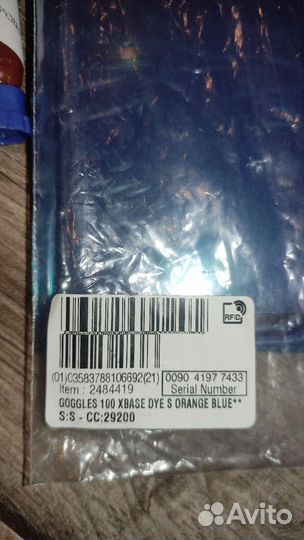 RFID
(01)03583788106692(21)
0090 4197 7433
Item : 2484419
Serial Number
GOGGLES 100 XBASE DYE S ORANGE BLUE**
S:S - CC:29200
Avito